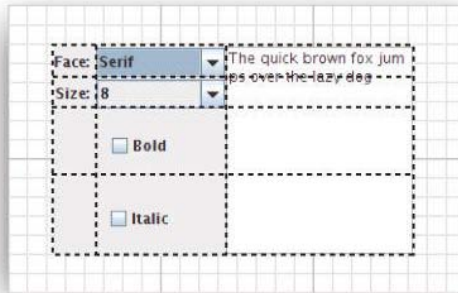 Face: Serif
The quick brown fox jum
ps over the lazy dog
Size: 8
Bold
Italic